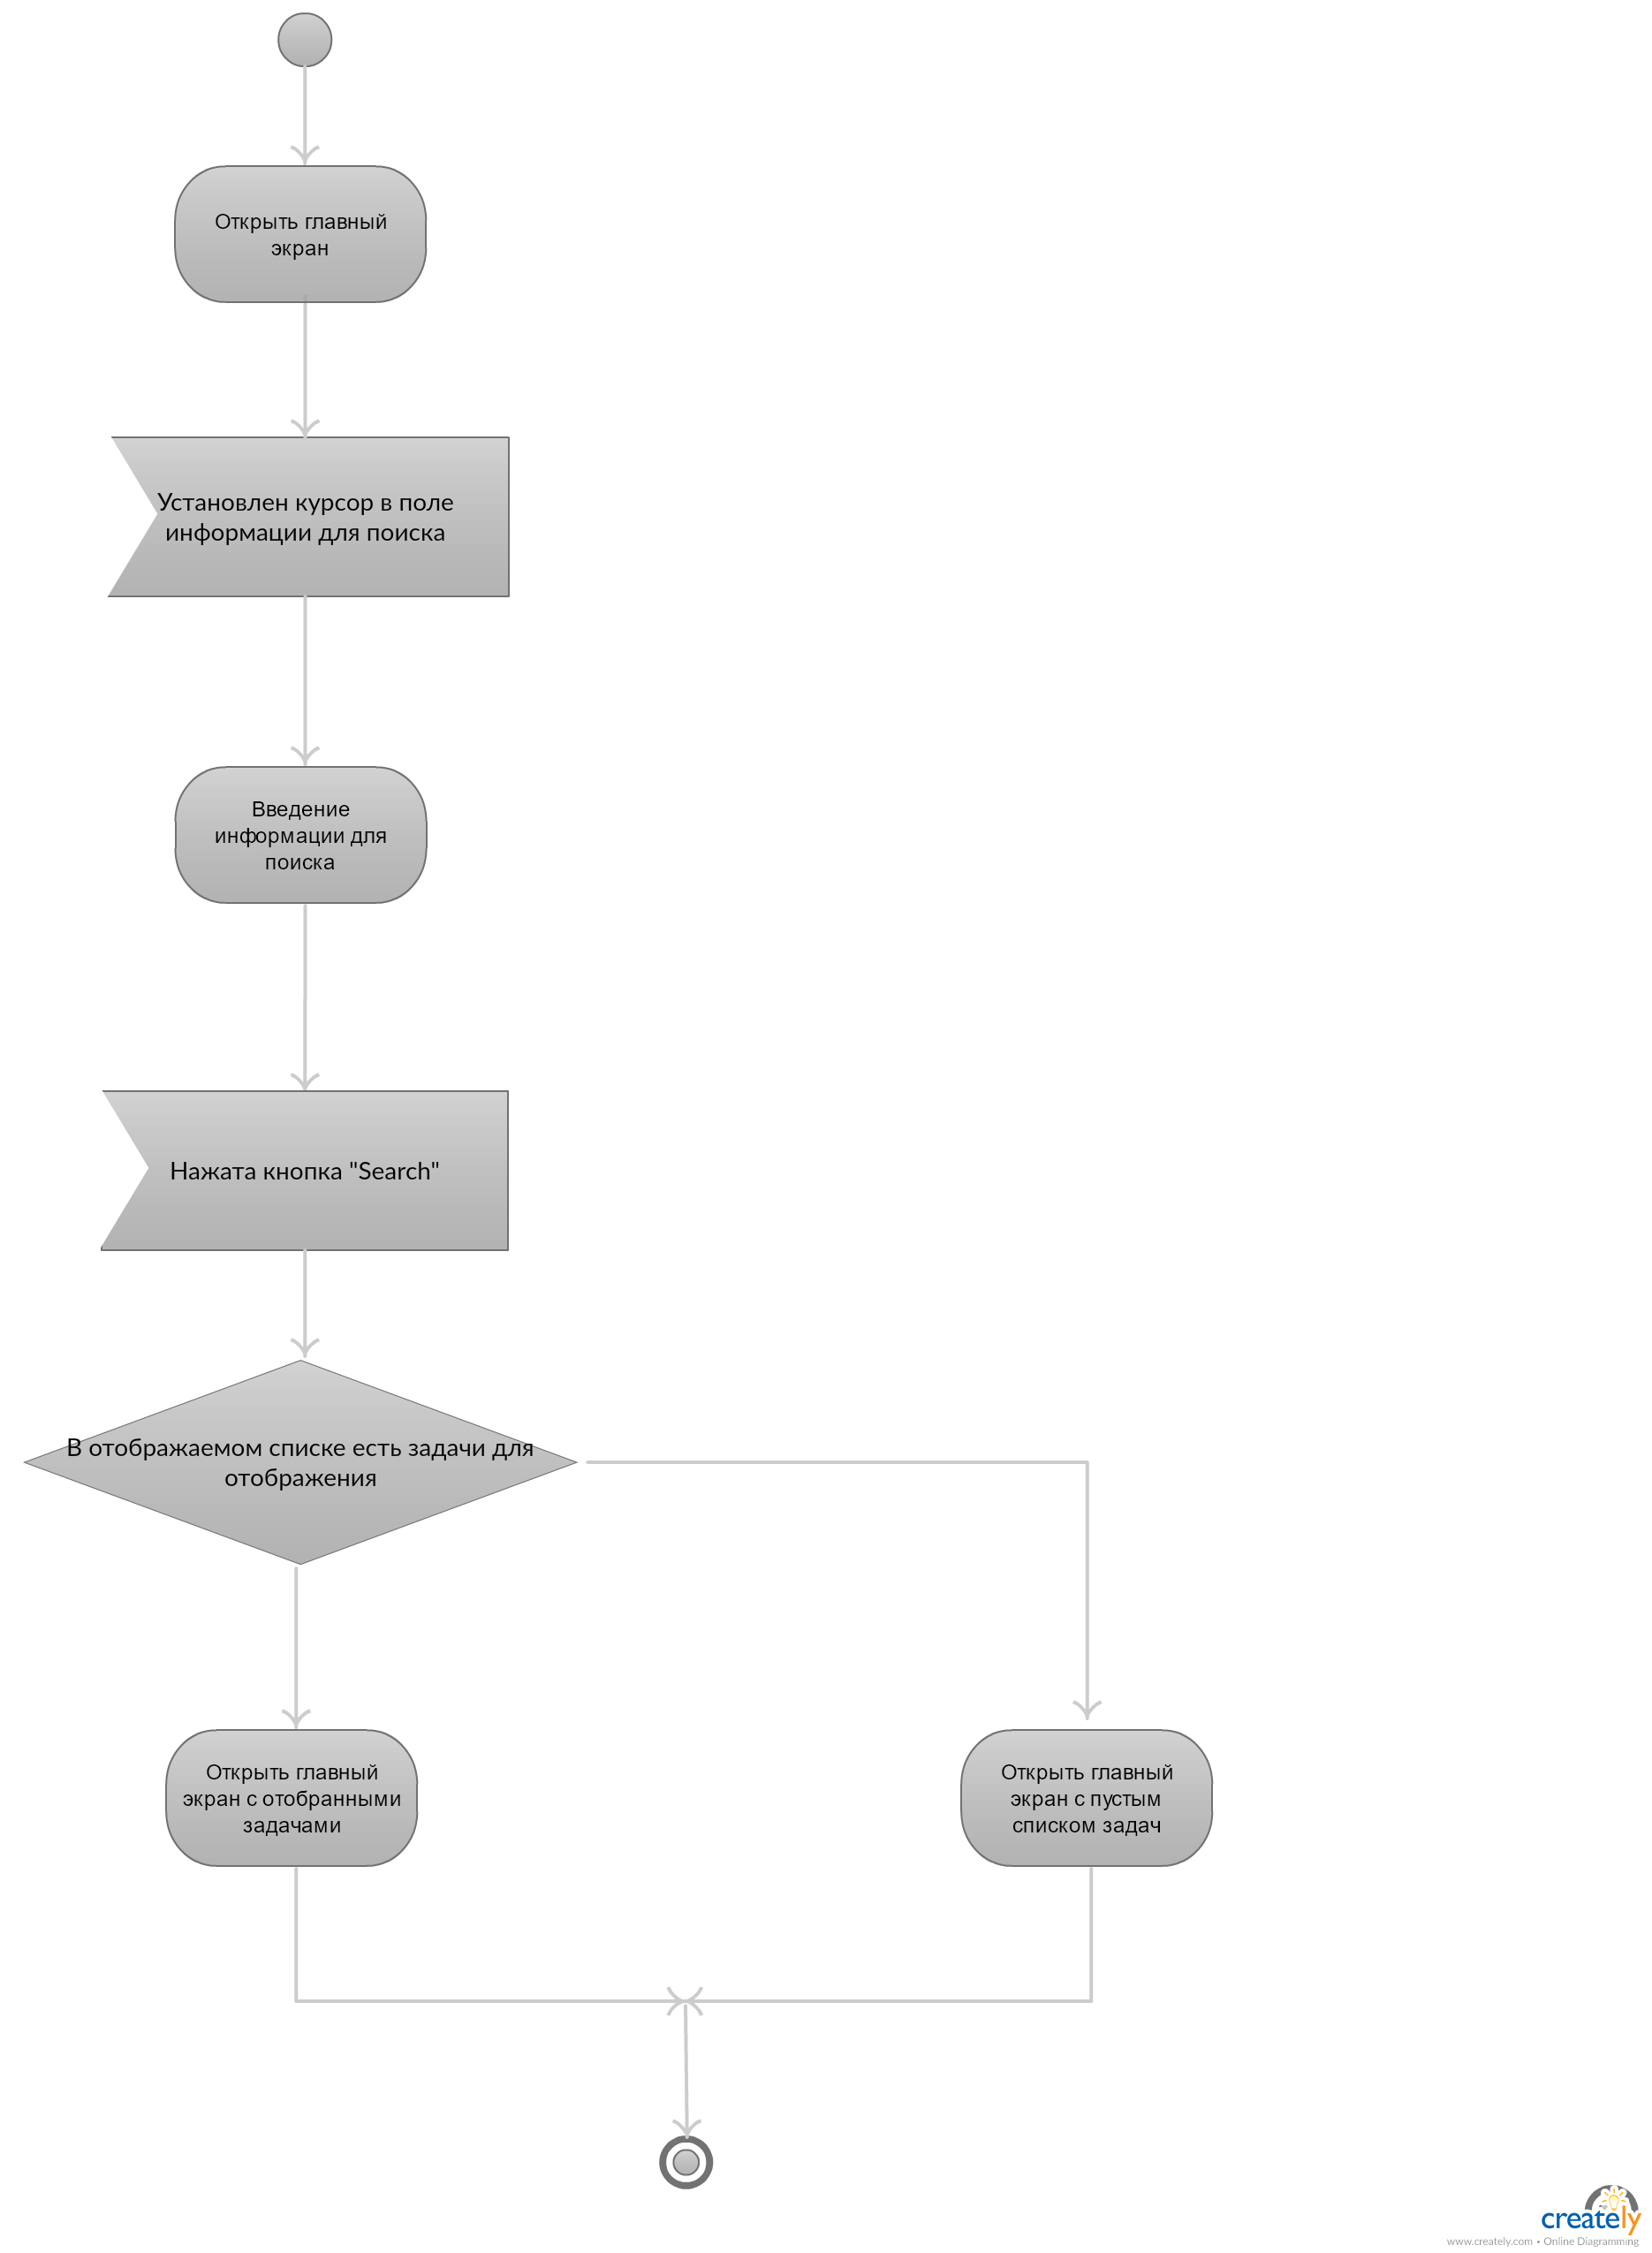 Открыть главный
экран
Установлен курсор в поле
информации для поиска
Введение
информации для
поиска
Нажата кнопка "Search"
В отображаемом списке есть задачи для
отображения
Открыть главный
экран с отобранными
задачами
Открыть главный
экран с пустым
списком задач
creately
www.creately.com • Online Diagramming